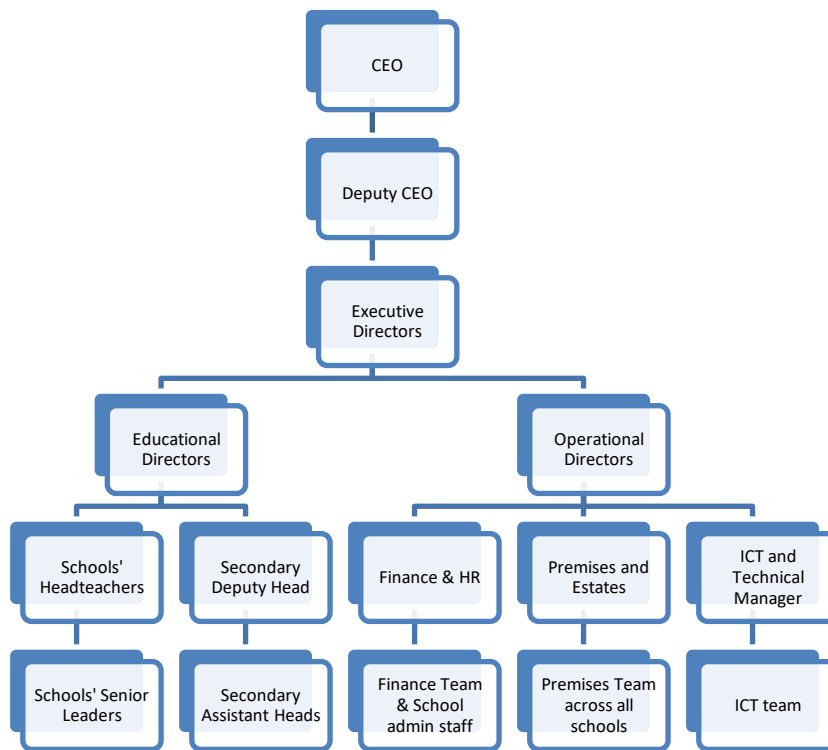 CEO
Deputy CEO
Executive
Directors
Educational
Directors
Operational
Directors
Schools'
Headteachers
Secondary
Deputy Head
Finance & HR
Premises and
Estates
ICT and
Technical
Manager
Schools' Senior
Leaders
Secondary
Assistant Heads
Finance Team
& School
admin staff
Premises Team
across all
schools
ICT team